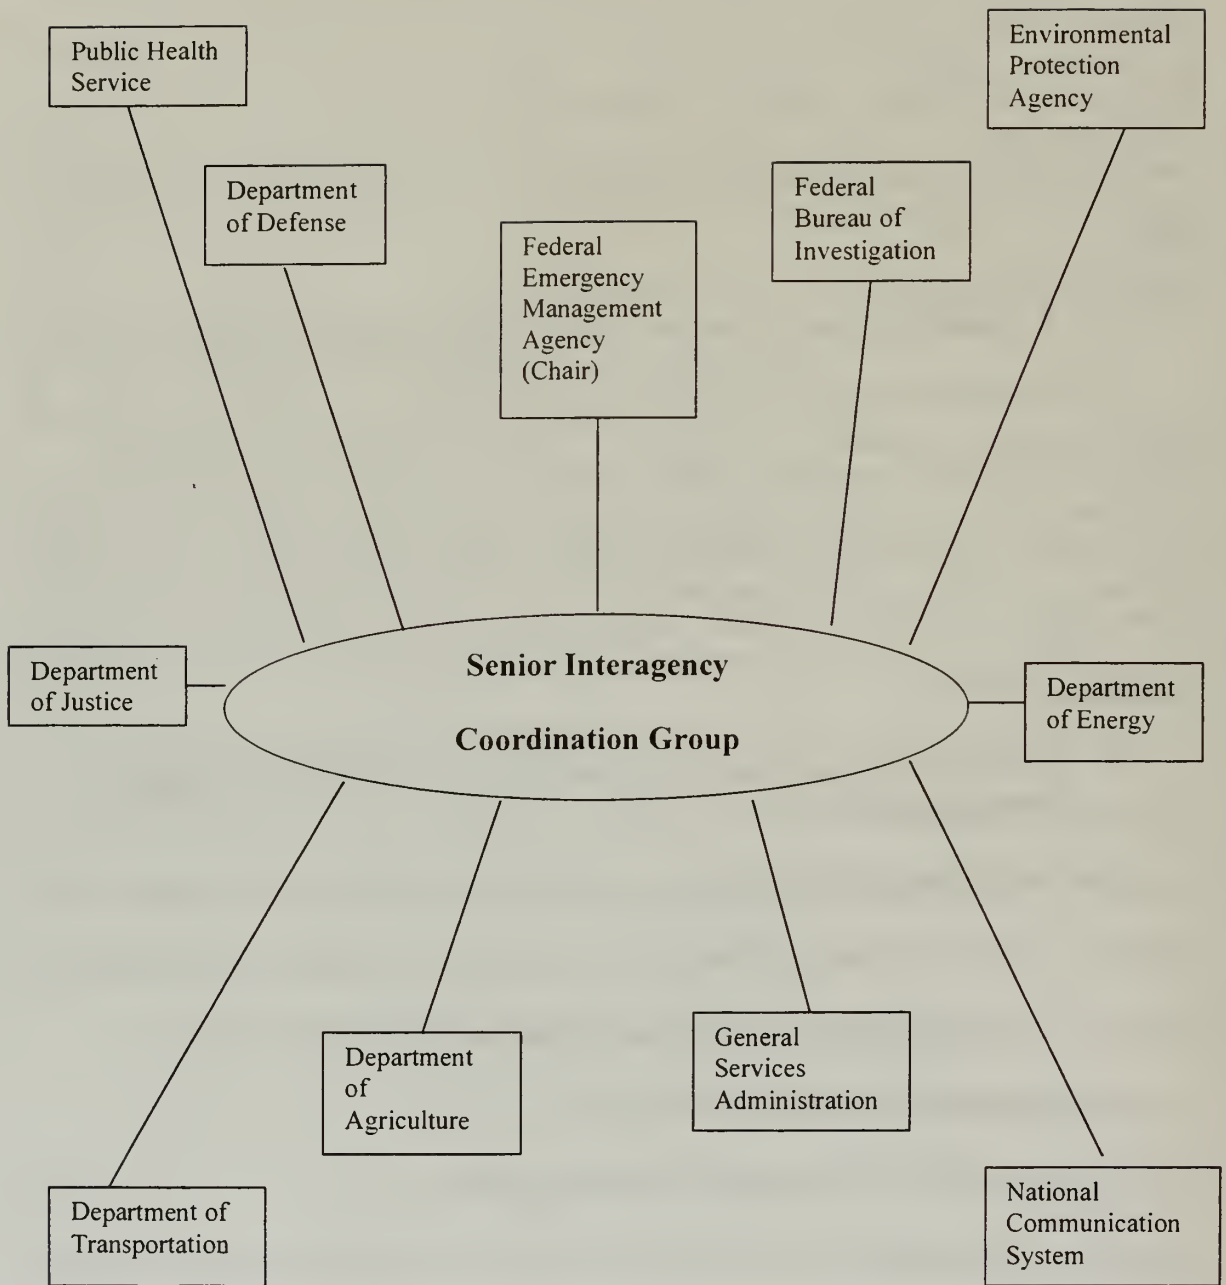 Public Health
Service
Environmental
Protection
Agency
Department
of Defense
Federal
Bureau of
Investigation
Federal
Emergency
Management
Agency
(Chair)
Senior Interagency
Coordination Group
Department
of Justice
Department
of Energy
Department
of
Agriculture
General
Services
Administration
Department of
Transportation
National
Communication
System